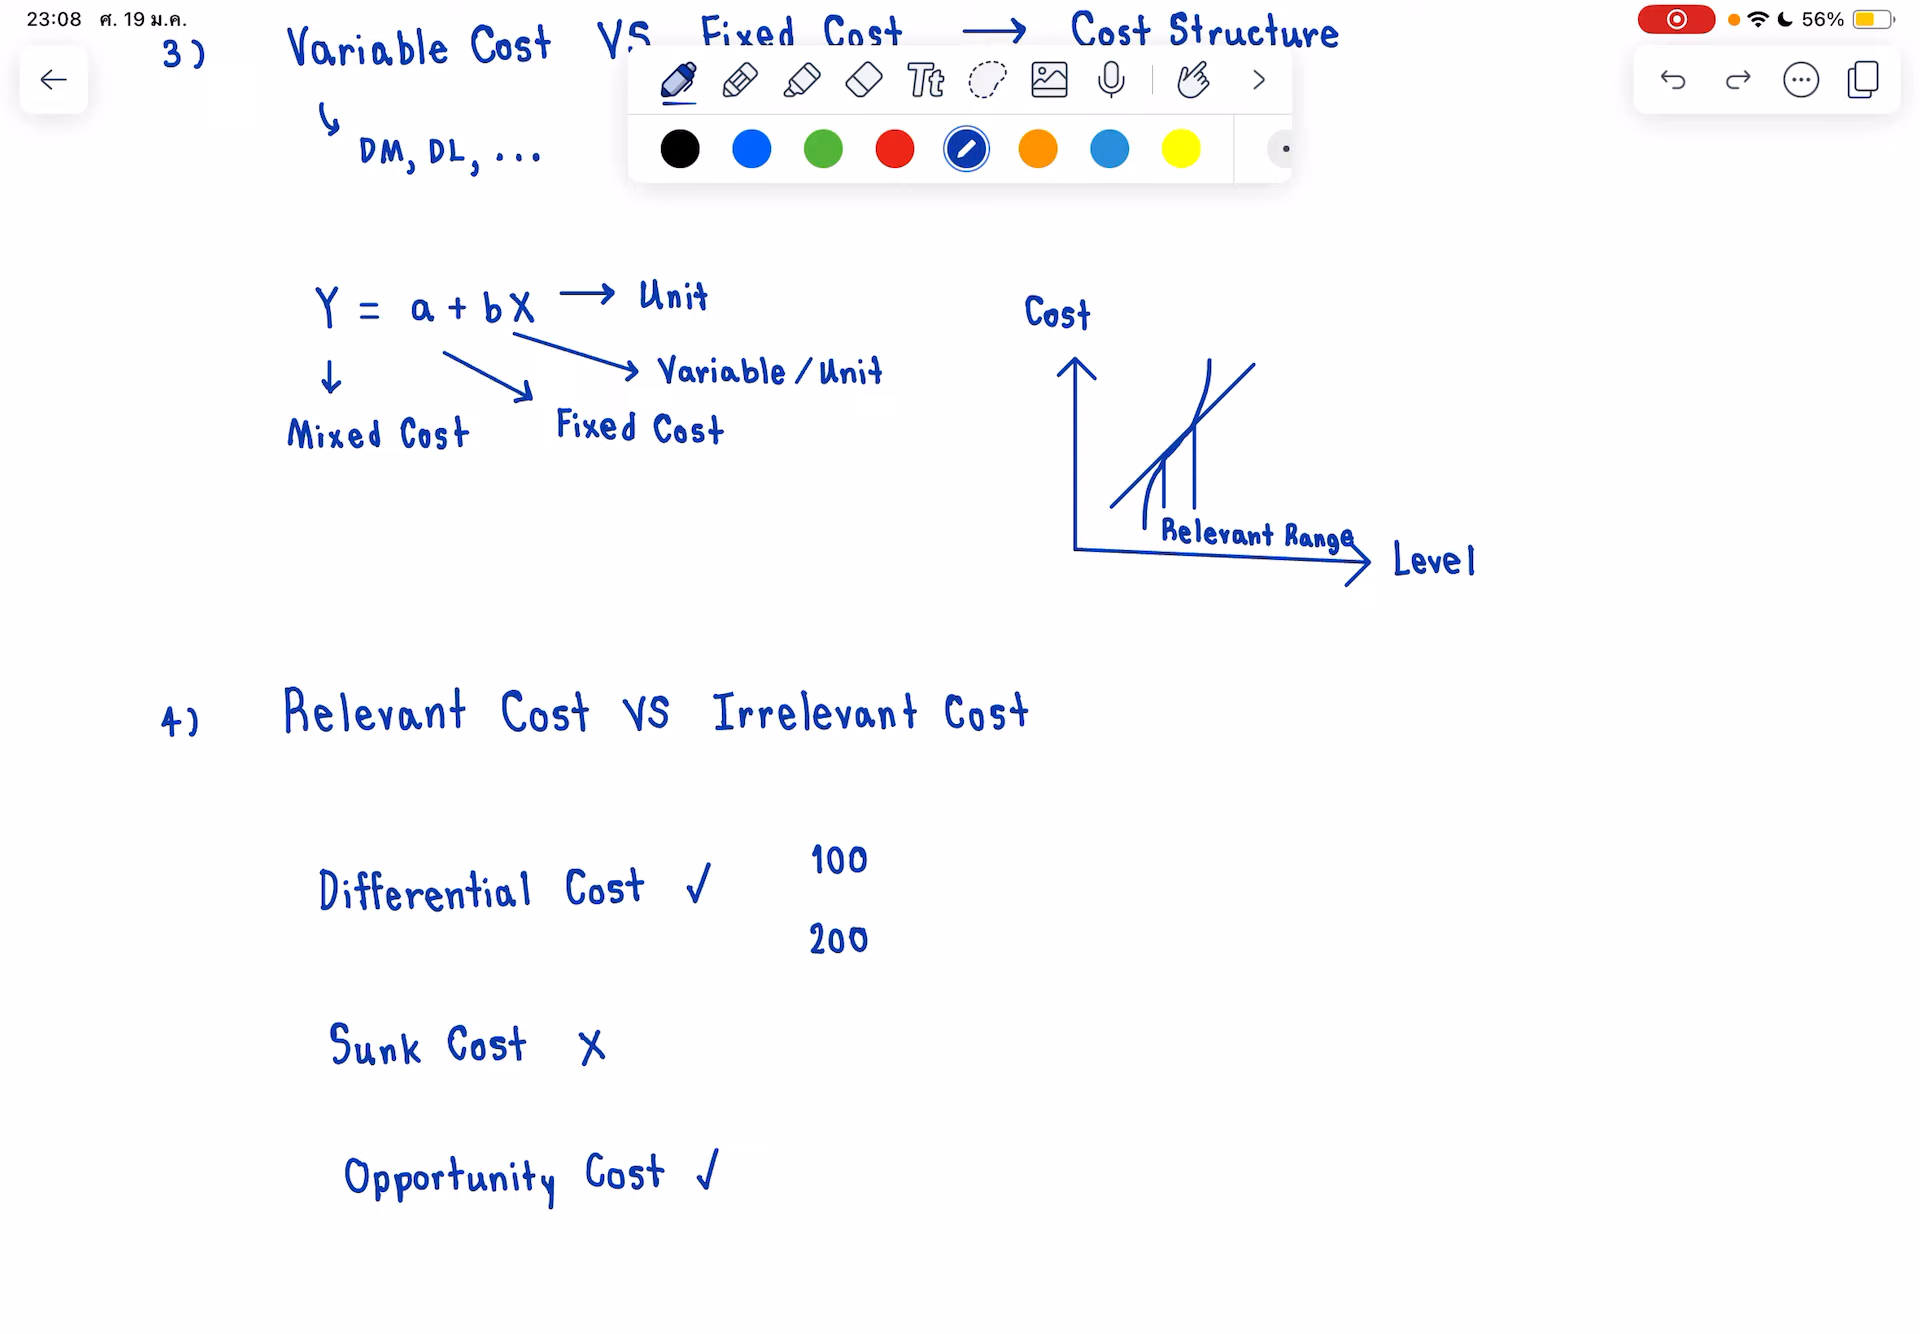 23:08 ศ. 19 ม.ค.
56%
3) Variable Cost VS Fixed Cost → Cost Structure
Tt
DM, DL, ...
Y = a + bX → Unit
Variable / Unit
Mixed Cost
Fixed Cost
Cost
Relevant Range
Level
4) Relevant Cost VS Irrelevant Cost
Differential Cost ✓
100
200
Sunk Cost X
Opportunity Cost ✓